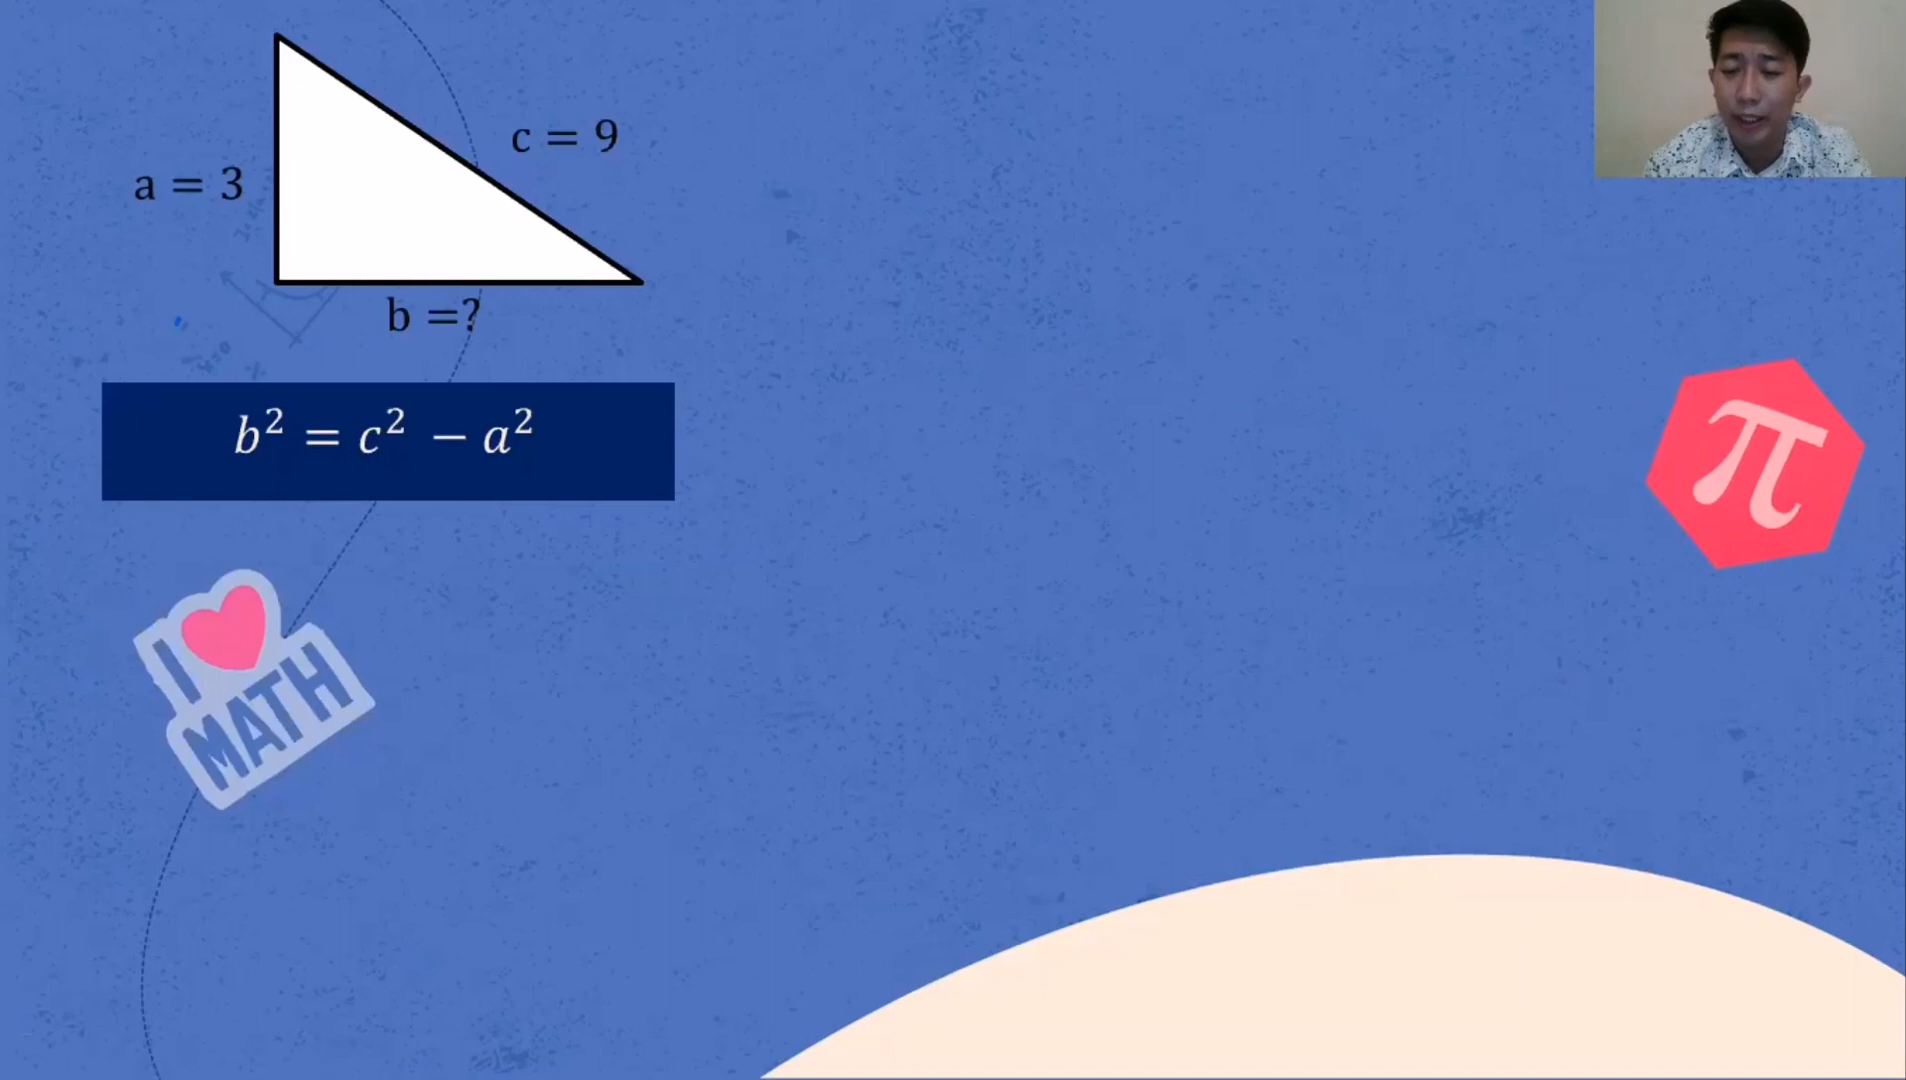 c = 9
a = 3
b =?
b² = c² − a²
π
I
MATH